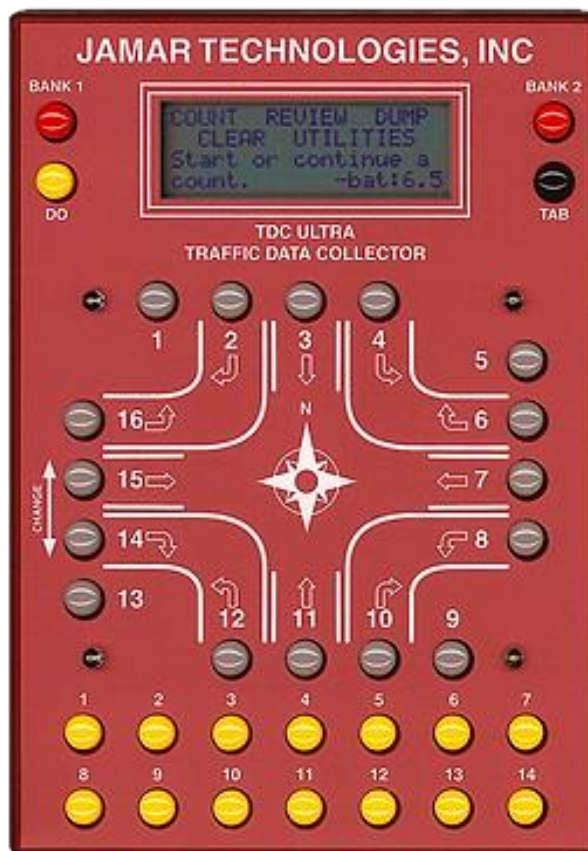 JAMAR TECHNOLOGIES, INC
BANK 1
BANK 2
COUNT REVIEW DUMP
CLEAR UTILITIES
Start or continue a
count. -bat:6.5
DO
TAB
TDC ULTRA
TRAFFIC DATA COLLECTOR
1 2 3 4
5
16 6
N
15 7
CHANGE
14 8
13
12 11 10 9
1 2 3 4 5 6 7
8 9 10 11 12 13 14